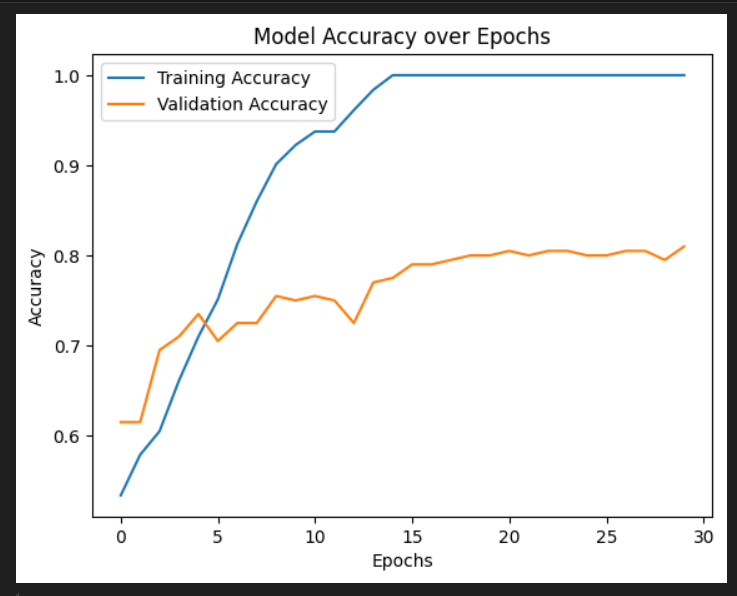 Model Accuracy over Epochs
Training Accuracy
Validation Accuracy
1.0
0.9
0.8
0.7
0.6
Accuracy
0 5 10 15 20 25 30
Epochs